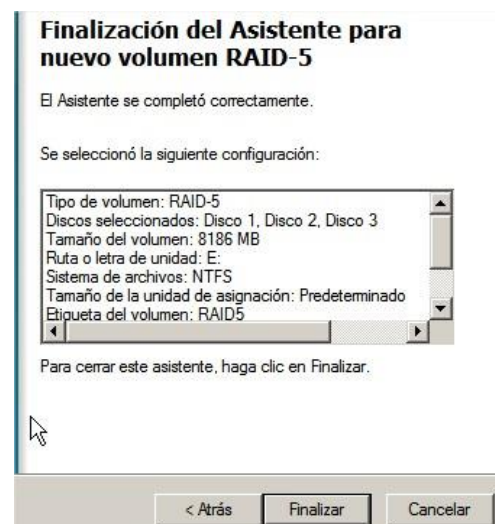 Finalización del Asistente para
nuevo volumen RAID-5
El Asistente se completó correctamente.
Se seleccionó la siguiente configuración:
Tipo de volumen: RAID-5
Discos seleccionados: Disco 1, Disco 2, Disco 3
Tamaño del volumen: 8186 MB
Ruta o letra de unidad: E:
Sistema de archivos: NTFS
Tamaño de la unidad de asignación: Predeterminado
Etiqueta del volumen: RAID5
Para cerrar este asistente, haga clic en Finalizar.
< Atrás Finalizar Cancelar